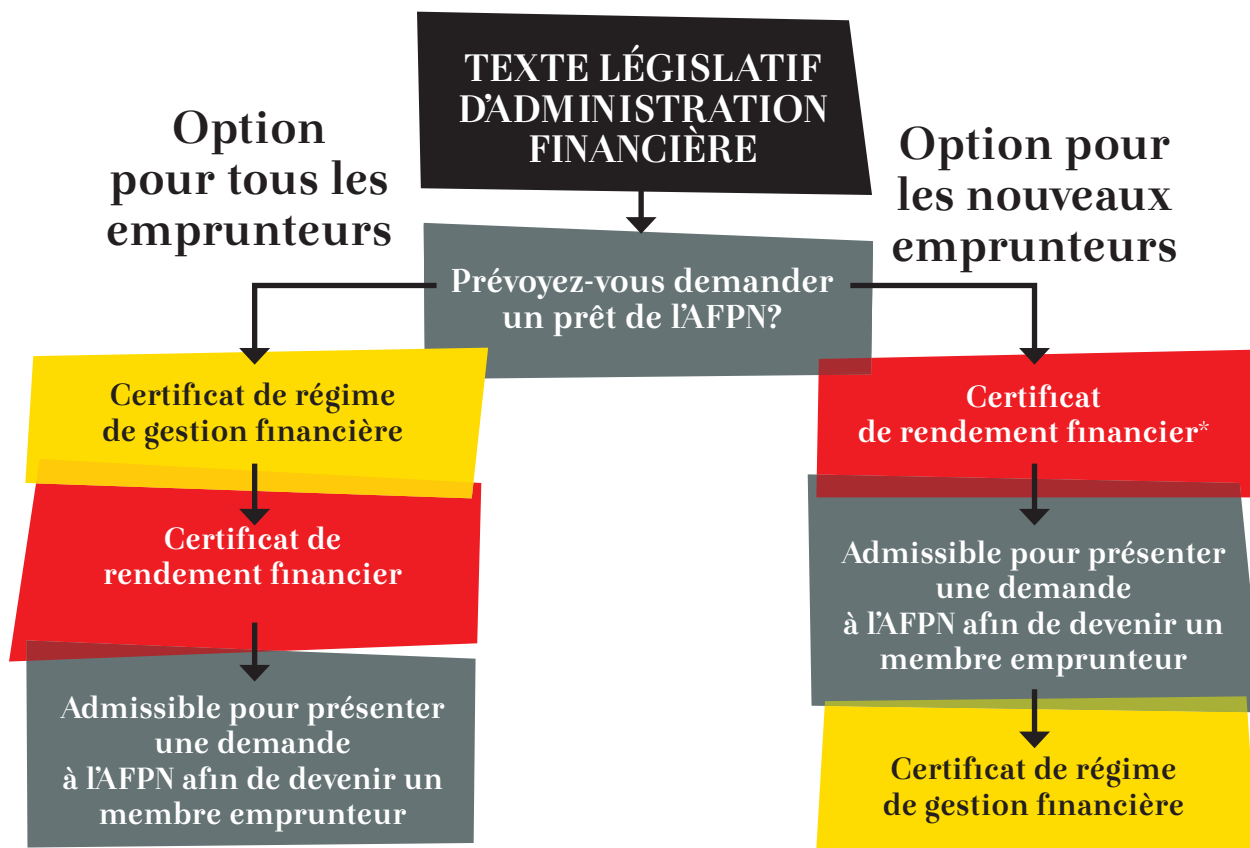 TEXTE LÉGISLATIF
D'ADMINISTRATION
FINANCIÈRE
Option
pour tous les
emprunteurs
Option pour
les nouveaux
emprunteurs
Prévoyez-vous demander
un prêt de l'AFPN?
Certificat de régime
de gestion financière
Certificat de
rendement financier
Admissible pour présenter
une demande
à l'AFPN afin de devenir un
membre emprunteur
Certificat
de rendement financier*
Admissible pour présenter
une demande
à l'AFPN afin de devenir un
membre emprunteur
Certificat de régime
de gestion financière